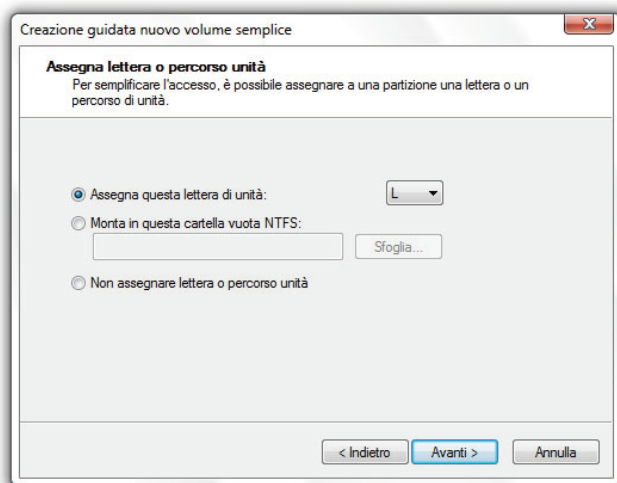 Creazione guidata nuovo volume semplice
Assegna lettera o percorso unità
Per semplificare l'accesso, è possibile assegnare a una partizione una lettera o un
percorso di unità.
Assegna questa lettera di unità:
L
Monta in questa cartella vuota NTFS:
Sfoglia...
Non assegnare lettera o percorso unità
< Indietro
Avanti >
Annulla